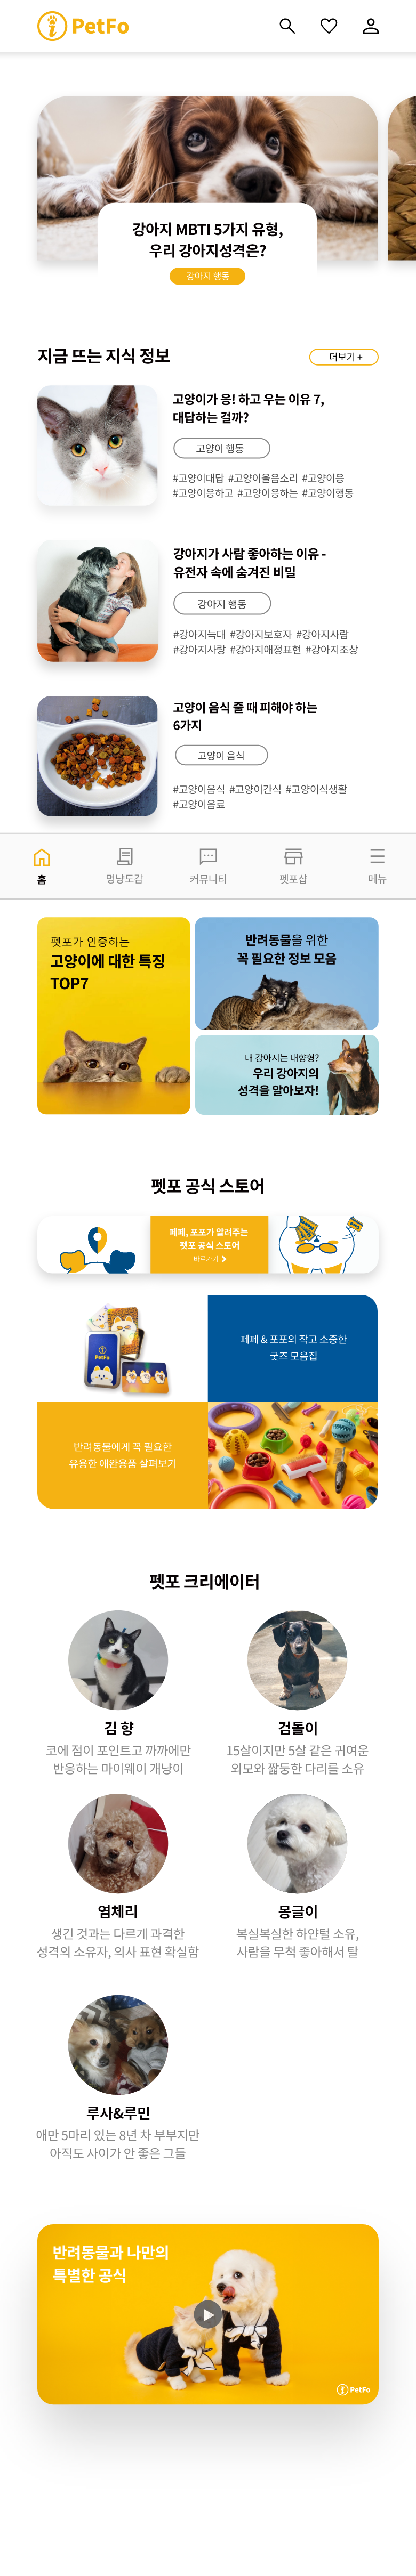 PetFo
강아지 MBTI 5가지 유형,
우리 강아지성격은?
강아지 행동
지금 뜨는 지식 정보
더보기 +
고양이가 응! 하고 우는 이유 7,
대답하는 걸까?
고양이 행동
#고양이대답 #고양이울음소리 #고양이응
#고양이응하고 #고양이응하는 #고양이행동
강아지가 사람 좋아하는 이유 -
유전자 속에 숨겨진 비밀
강아지 행동
#강아지늑대 #강아지보호자 #강아지사람
#강아지사랑 #강아지애정표현 #강아지조상
고양이 음식 줄 때 피해야 하는
6가지
고양이 음식
#고양이음식 #고양이간식 #고양이식생활
#고양이음료
홈
멍냥도감
커뮤니티
펫포샵
메뉴
펫포가 인증하는
고양이에 대한 특징
TOP7
반려동물을 위한
꼭 필요한 정보 모음
내 강아지는 내향형?
우리 강아지의
성격을 알아보자!
펫포 공식 스토어
페페, 포포가 알려주는
펫포 공식 스토어
바로가기
PetFo
페페 & 포포의 작고 소중한
굿즈 모음집
반려동물에게 꼭 필요한
유용한 애완용품 살펴보기
펫포 크리에이터
김 향
코에 점이 포인트고 까까에만
반응하는 마이웨이 개냥이
검돌이
15살이지만 5살 같은 귀여운
외모와 짧둥한 다리를 소유
염체리
생긴 것과는 다르게 과격한
성격의 소유자, 의사 표현 확실함
몽글이
복실복실한 하얀털 소유,
사람을 무척 좋아해서 탈
루사&루민
애만 5마리 있는 8년 차 부부지만
아직도 사이가 안 좋은 그들
반려동물과 나만의
특별한 공식
PetFo